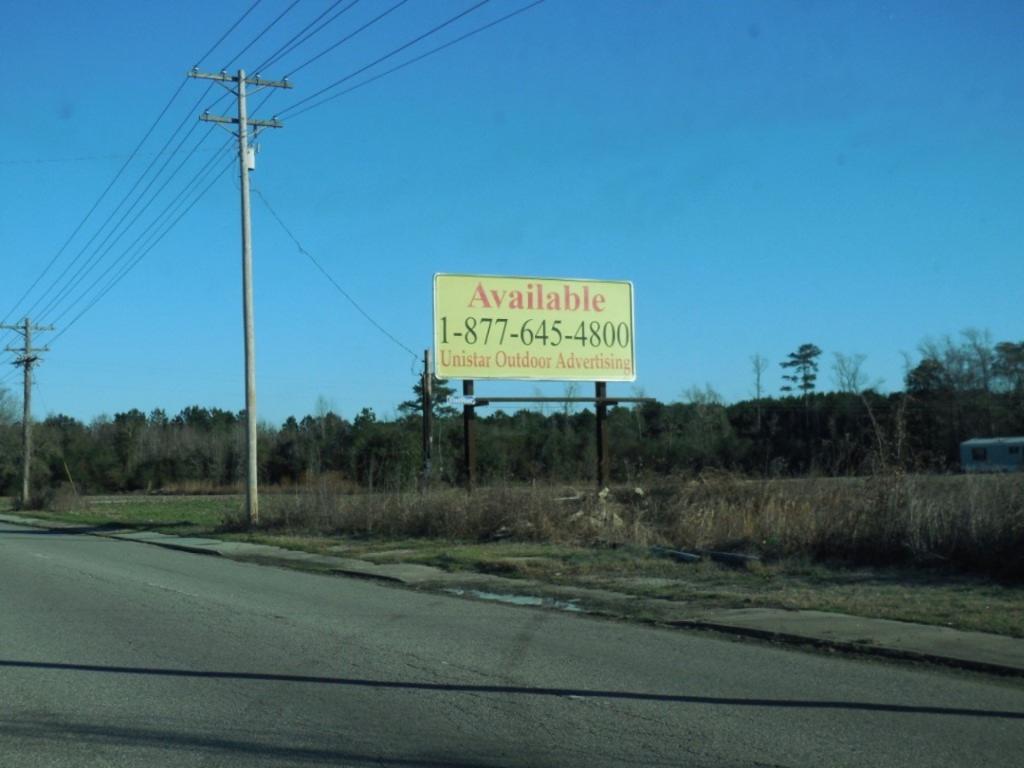 Available
1-877-645-4800
Unistar Outdoor Advertising